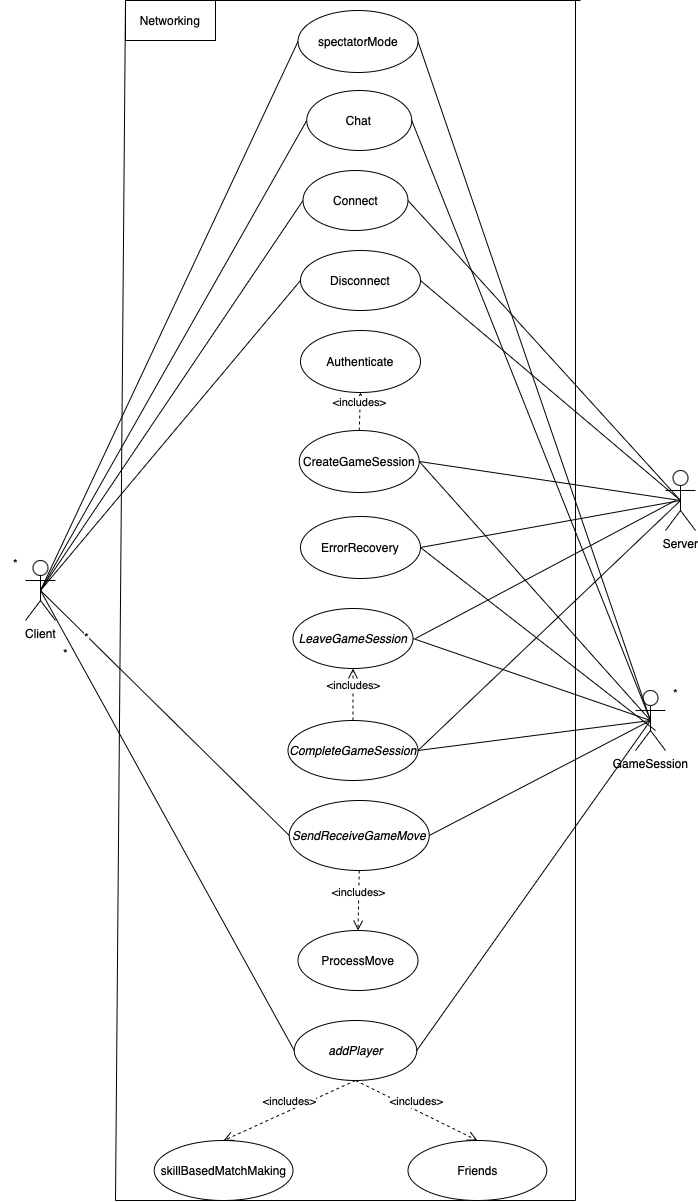 Networking
spectatorMode
Chat
Connect
Disconnect
Authenticate
<includes>
CreateGameSession
ErrorRecovery
Server
*
Client
*
*
LeaveGameSession
<includes>
*
GameSession
CompleteGameSession
SendReceiveGameMove
<includes>
ProcessMove
addPlayer
<includes>
<includes>
skillBasedMatchMaking
Friends